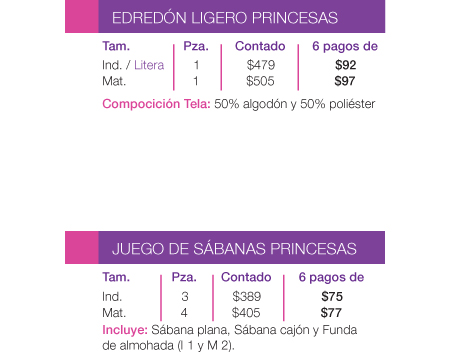 EDREDÓN LIGERO PRINCESAS
Tam. Pza. Contado 6 pagos de
Ind. / Litera 1 $479 $92
Mat. 1 $505 $97
Compocición Tela: 50% algodón y 50% poliéster
JUEGO DE SÁBANAS PRINCESAS
Tam. Pza. Contado 6 pagos de
Ind. 3 $389 $75
Mat. 4 $405 $77
Incluye: Sábana plana, Sábana cajón y Funda
de almohada (I 1 y M 2).